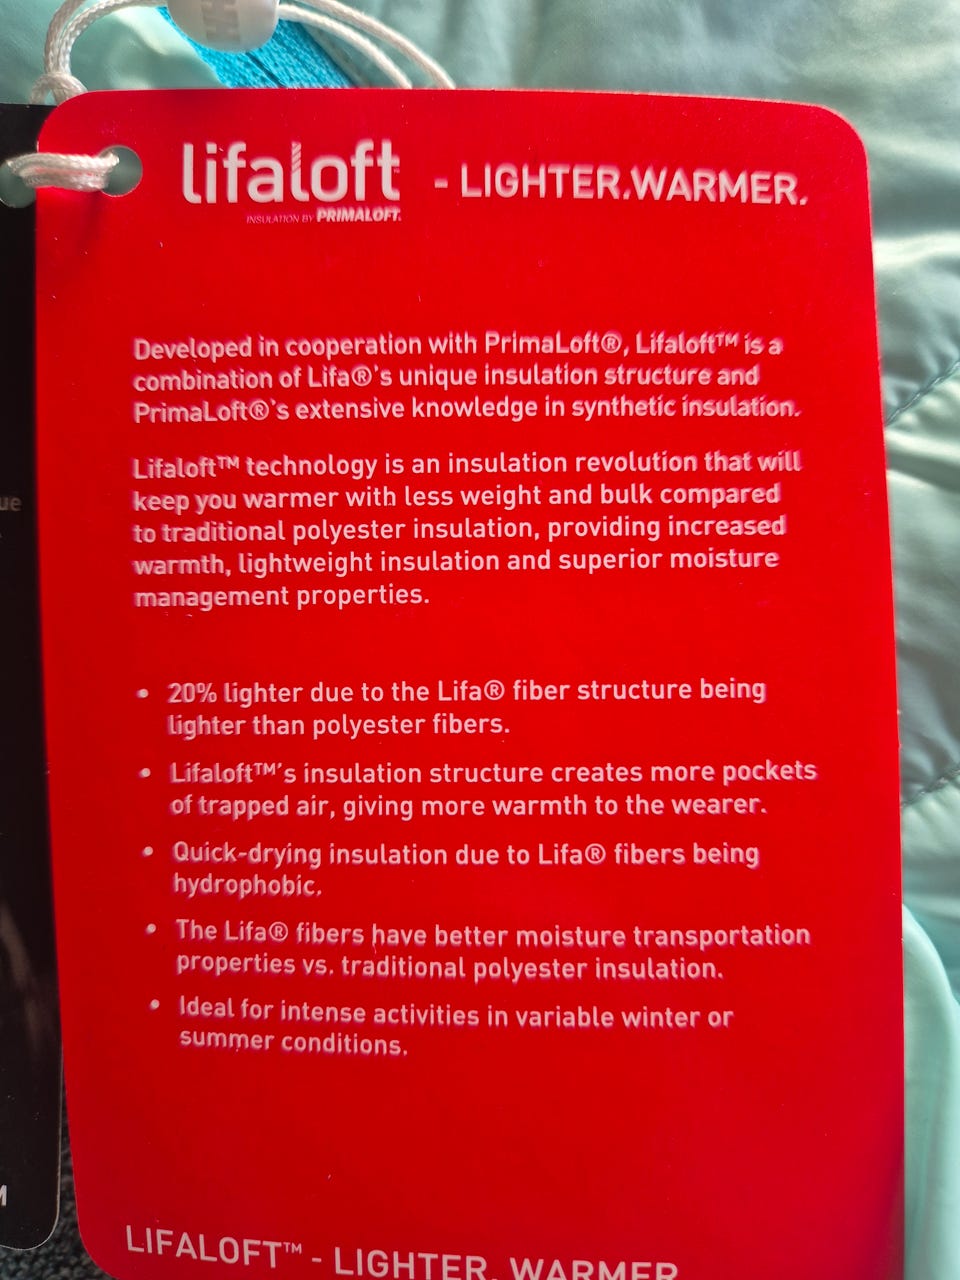 lifaloft - LIGHTER.WARMER.
INSULATION BY PRIMALOFT.
Developed in cooperation with PrimaLoft®, Lifaloft™ is a
combination of Lifa®'s unique insulation structure and
PrimaLoft®'s extensive knowledge in synthetic insulation.
Lifaloft™ technology is an insulation revolution that will
keep you warmer with less weight and bulk compared
to traditional polyester insulation, providing increased
warmth, lightweight insulation and superior moisture
management properties.
• 20% lighter due to the Lifa® fiber structure being
lighter than polyester fibers.
• Lifaloft™'s insulation structure creates more pockets
of trapped air, giving more warmth to the wearer.
• Quick-drying insulation due to Lifa® fibers being
hydrophobic.
• The Lifa® fibers have better moisture transportation
properties vs. traditional polyester insulation.
• Ideal for intense activities in variable winter or
summer conditions.
LIFALOFT™ - LIGHTER. WARMER